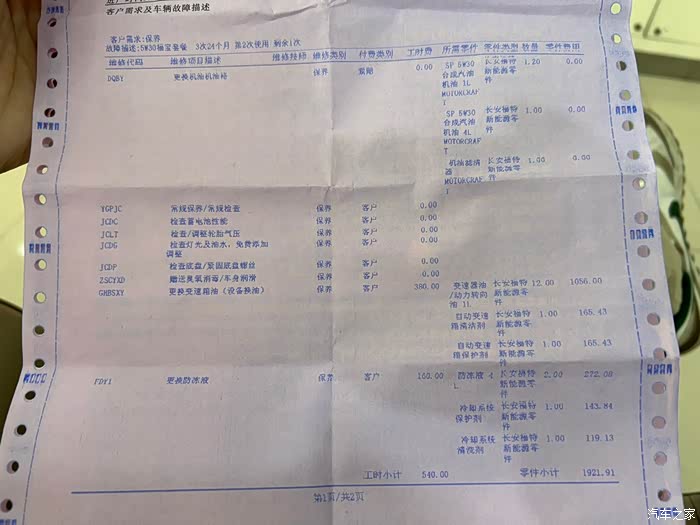 客户需求及车辆故障描述
客户需求:保养
故障描述:5W30福宝套餐 3次24个月 第2次使用 剩余1次
维修代码 维修项目描述 维修技师 维修类别 付费类别 工时费 所需零件 零件类型 数量 零件费用
DQBY 更换机油机油格 保养 索赔 0.00 SP 5W30 长安福特 1.20 0.00
合成汽油 新能源零
机油 1L 件
MOTORCRAF
T
SP 5W30 长安福特 1.00 0.00
合成汽油 新能源零
机油 4L 件
MOTORCRAF
T
机油滤清 长安福特 1.00 0.00
器 新能源零
MOTORCRAF 件
T
YGPJC 常规保养/常规检查 保养 客户 0.00
JCDC 检查蓄电池性能 保养 客户 0.00
JCLT 检查/调整轮胎气压 保养 客户 0.00
JCDG 检查灯光及油水，免费添加 保养 客户 0.00
调整
JCDP 检查底盘/紧固底盘螺丝 保养 客户 0.00
ZSCYXD 赠送臭氧消毒/车身润滑 保养 客户 0.00
GHBSXY 更换变速箱油（设备换油） 保养 客户 380.00 变速器油 长安福特 12.00 1056.00
/动力转向 新能源零
油 1L 件
自动变速 长安福特 1.00 165.43
箱清洁剂 新能源零
件
自动变速 长安福特 1.00 165.43
箱保护剂 新能源零
件
FDY1 更换防冻液 保养 客户 160.00 防冻液 4 长安福特 2.00 272.08
L 新能源零
件
冷却系统 长安福特 1.00 143.84
保护剂 新能源零
件
冷却系统 长安福特 1.00 119.13
清洗剂 新能源零
件
工时小计 540.00 零件小计 1921.91
第1页/共2页
汽车之家